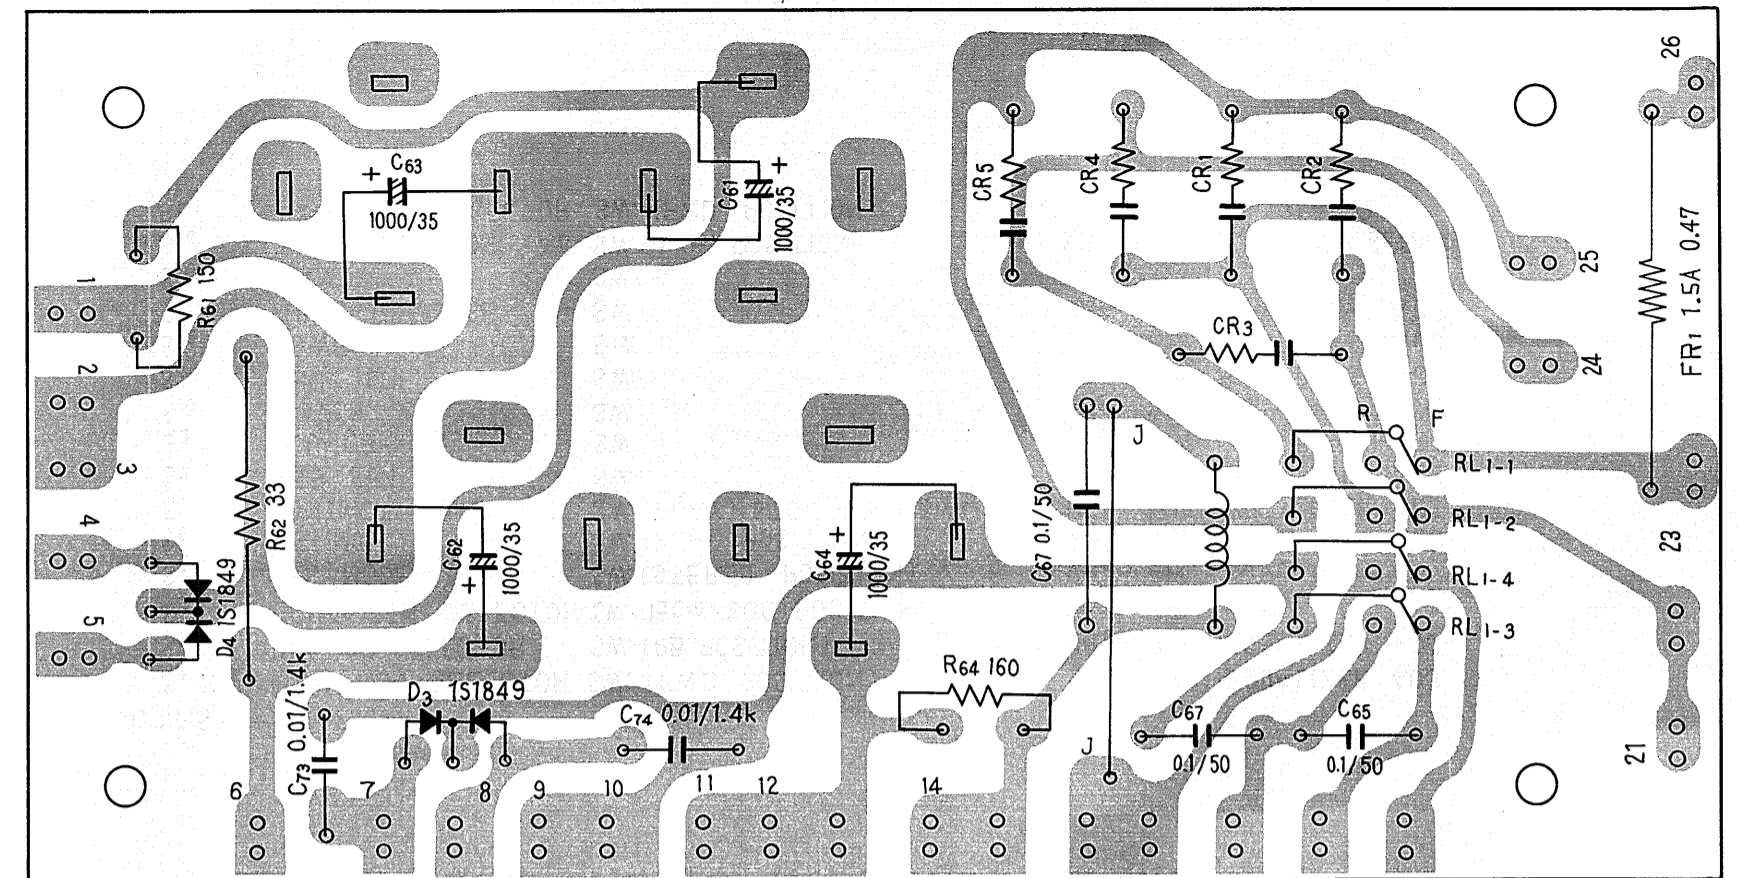 26
C63
+
1000/35
C61
+
1000/35
CR5
CR4
CR1
CR2
FR1 1.5A 0.47
25
1
R61 150
CR3
24
2
R
F
J
3
RL1-1
R62 33
C67 0.1/50
RL1-2
4
C62
+
1000/35
C64
+
1000/35
23
D4 1S1849
RL1-4
5
RL1-3
R64 160
C73 0.01/1.4k
D3 1S1849
C74 0.01/1.4k
C67
0.1/50
C65
0.1/50
J
21
6
7
8
9
10
11
12
14